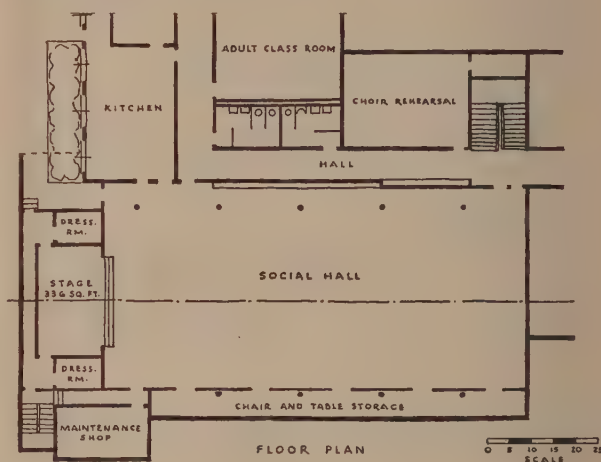 ADULT CLASS ROOM
KITCHEN
CHOIR REHEARSAL
HALL
DRESS.
RM.
STAGE
336 SQ. FT.
SOCIAL HALL
DRESS.
RM.
CHAIR AND TABLE STORAGE
MAINTENANCE
SHOP
FLOOR PLAN
0 5 10 15 20 25
SCALE